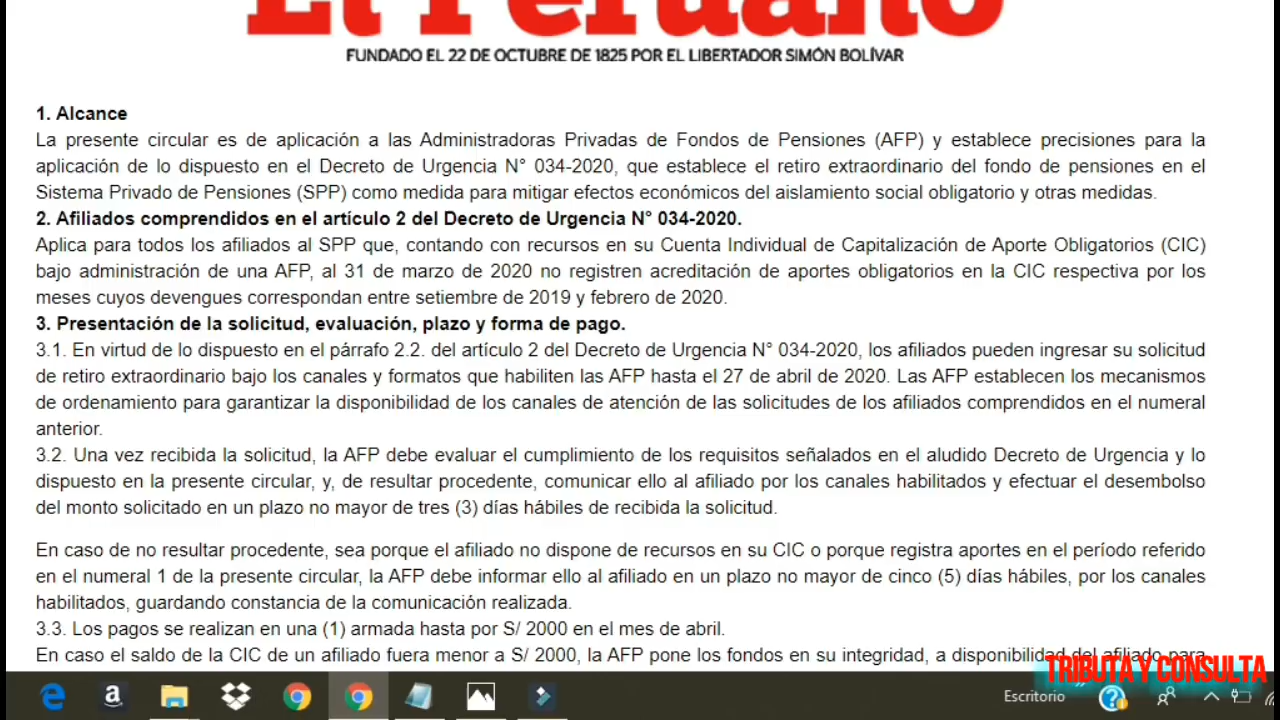 El Peruano
FUNDADO EL 22 DE OCTUBRE DE 1825 POR EL LIBERTADOR SIMÓN BOLÍVAR
1. Alcance
La presente circular es de aplicación a las Administradoras Privadas de Fondos de Pensiones (AFP) y establece precisiones para la
aplicación de lo dispuesto en el Decreto de Urgencia N° 034-2020, que establece el retiro extraordinario del fondo de pensiones en el
Sistema Privado de Pensiones (SPP) como medida para mitigar efectos económicos del aislamiento social obligatorio y otras medidas.
2. Afiliados comprendidos en el artículo 2 del Decreto de Urgencia N° 034-2020.
Aplica para todos los afiliados al SPP que, contando con recursos en su Cuenta Individual de Capitalización de Aporte Obligatorios (CIC)
bajo administración de una AFP, al 31 de marzo de 2020 no registren acreditación de aportes obligatorios en la CIC respectiva por los
meses cuyos devengues correspondan entre setiembre de 2019 y febrero de 2020.
3. Presentación de la solicitud, evaluación, plazo y forma de pago.
3.1. En virtud de lo dispuesto en el párrafo 2.2. del artículo 2 del Decreto de Urgencia N° 034-2020, los afiliados pueden ingresar su solicitud
de retiro extraordinario bajo los canales y formatos que habiliten las AFP hasta el 27 de abril de 2020. Las AFP establecen los mecanismos
de ordenamiento para garantizar la disponibilidad de los canales de atención de las solicitudes de los afiliados comprendidos en el numeral
anterior.
3.2. Una vez recibida la solicitud, la AFP debe evaluar el cumplimiento de los requisitos señalados en el aludido Decreto de Urgencia y lo
dispuesto en la presente circular, y, de resultar procedente, comunicar ello al afiliado por los canales habilitados y efectuar el desembolso
del monto solicitado en un plazo no mayor de tres (3) días hábiles de recibida la solicitud.
En caso de no resultar procedente, sea porque el afiliado no dispone de recursos en su CIC o porque registra aportes en el período referido
en el numeral 1 de la presente circular, la AFP debe informar ello al afiliado en un plazo no mayor de cinco (5) días hábiles, por los canales
habilitados, guardando constancia de la comunicación realizada.
3.3. Los pagos se realizan en una (1) armada hasta por S/ 2000 en el mes de abril.
En caso el saldo de la CIC de un afiliado fuera menor a S/ 2000, la AFP pone los fondos en su integridad, a disponibilidad del afiliado para
TRIBUTA Y CONSULTA
Escritorio